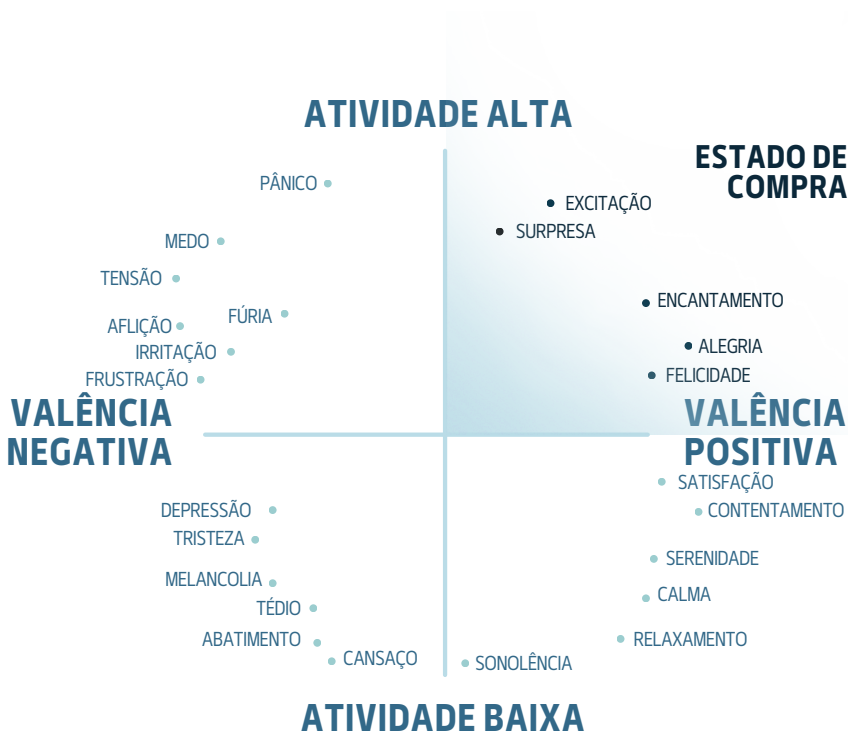 ATIVIDADE ALTA
ESTADO DE
COMPRA
PÂNICO
EXCITAÇÃO
SURPRESA
MEDO
TENSÃO
ENCANTAMENTO
FÚRIA
AFLIÇÃO
ALEGRIA
IRRITAÇÃO
FELICIDADE
FRUSTRAÇÃO
VALÊNCIA
NEGATIVA
VALÊNCIA
POSITIVA
SATISFAÇÃO
DEPRESSÃO
CONTENTAMENTO
TRISTEZA
SERENIDADE
MELANCOLIA
CALMA
TÉDIO
ABATIMENTO
RELAXAMENTO
CANSAÇO
SONOLÊNCIA
ATIVIDADE BAIXA